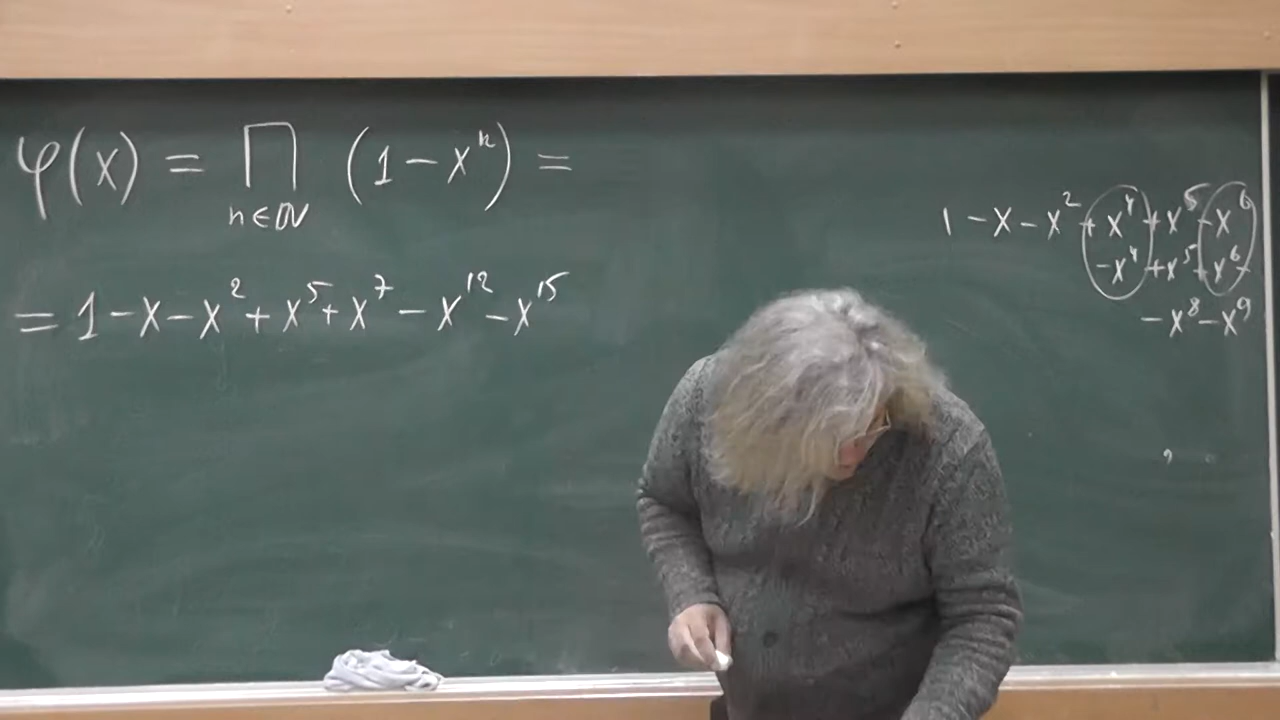 φ(x) = ∏ (1 − x^n) =
n∈ℕ
= 1 − x − x^2 + x^5 + x^7 − x^12 − x^15
1 − x − x^2 + x^4 + x^5 − x^6
− x^4 + x^5 − x^6 −
− x^8 − x^9